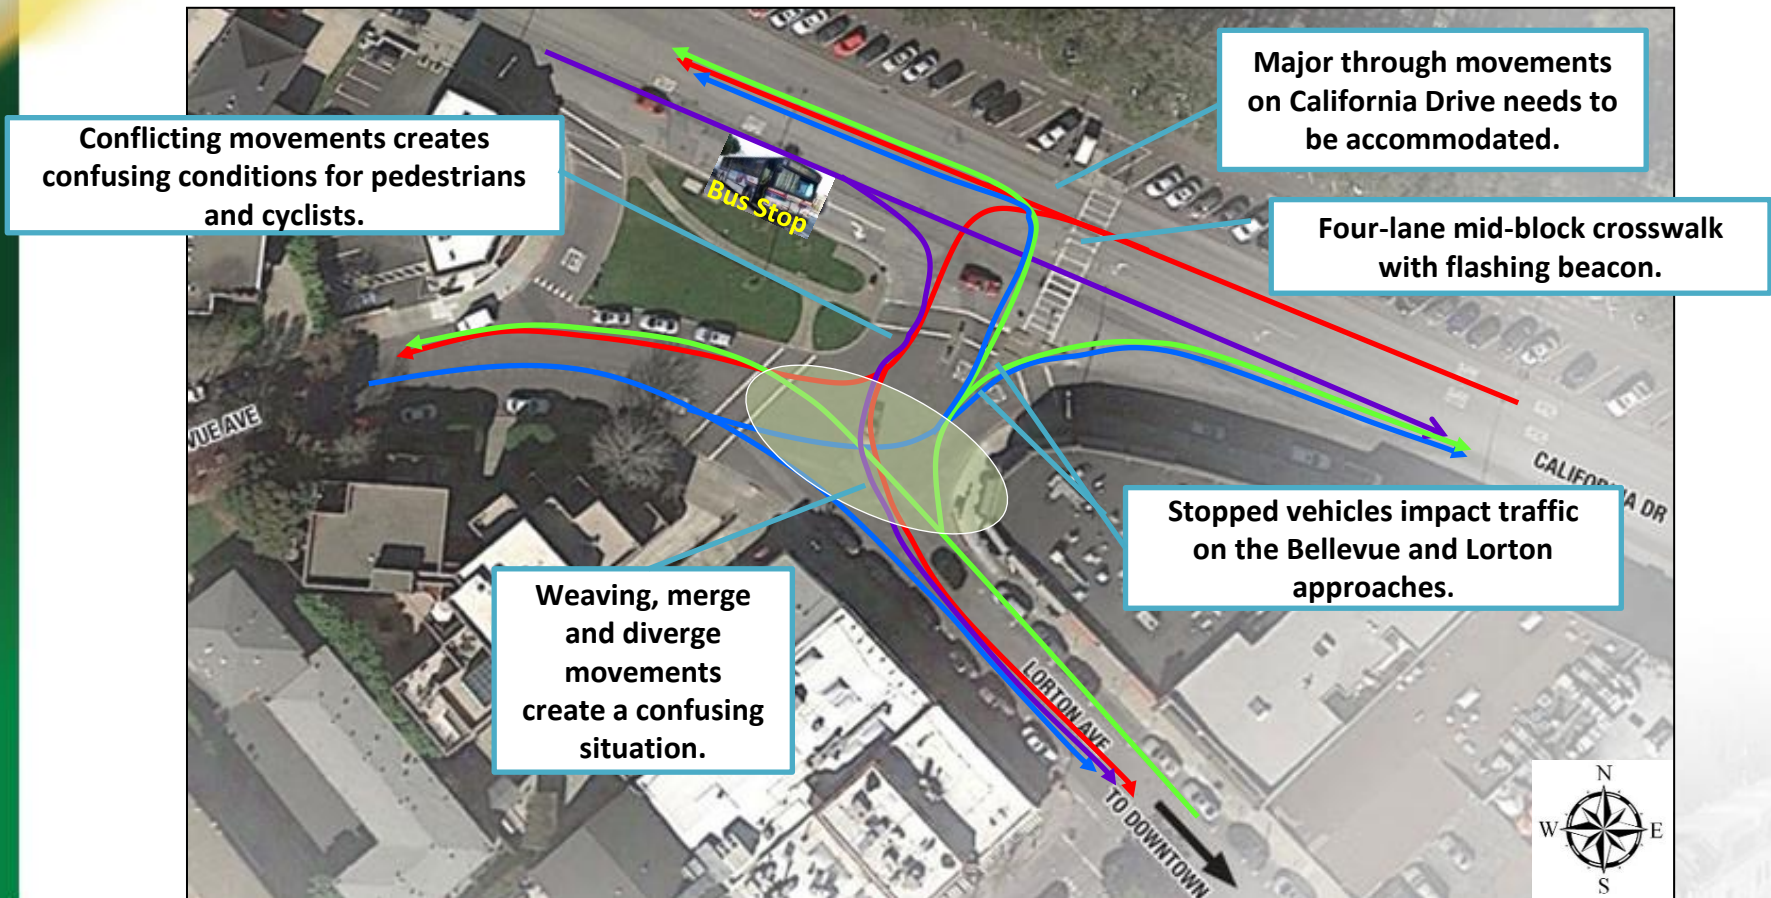 Major through movements
on California Drive needs to
be accommodated.
Conflicting movements creates
confusing conditions for pedestrians
and cyclists.
Bus Stop
Four-lane mid-block crosswalk
with flashing beacon.
VUE AVE
CALIFORNIA DR
Stopped vehicles impact traffic
on the Bellevue and Lorton
approaches.
Weaving, merge
and diverge
movements
create a confusing
situation.
LORTON AVE
TO DOWNTOWN
N
W
E
S